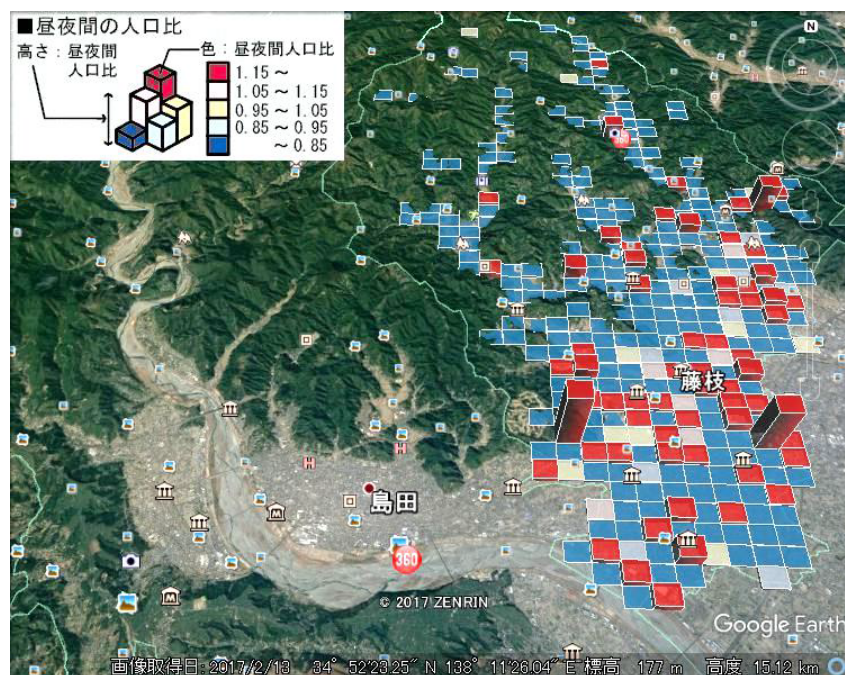 ■昼夜間の人口比
高さ：昼夜間
人口比
色：昼夜間人口比
1.15～
1.05～1.15
0.95～1.05
0.85～0.95
～0.85
N
360
藤枝
島田
360
© 2017 ZENRIN
Google Earth
画像取得日: 2017/2/13 34° 52'23.25" N 138° 11'26.04" E 標高 177 m 高度 15.12 km